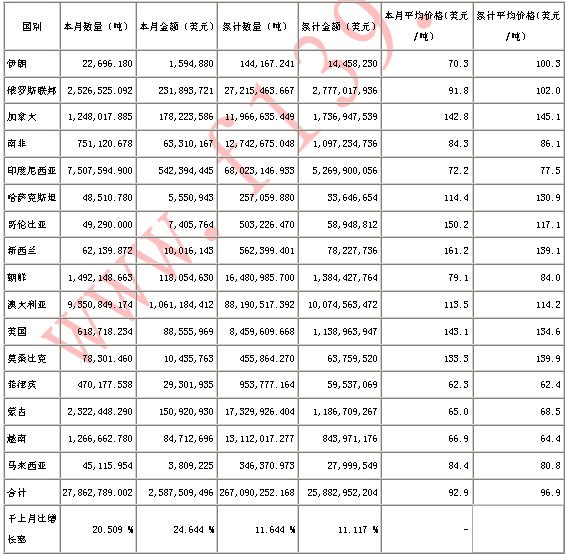 国别 本月数量（吨） 本月金额（美元） 累计数量（吨） 累计金额（美元） 本月平均价格（美元/吨） 累计平均价格（美元/吨）
伊朗 22,696.180 1,594,880 144,167.241 14,458,230 70.3 100.3
俄罗斯联邦 2,526,525.092 231,893,721 27,215,463.667 2,777,017,936 91.8 102.0
加拿大 1,248,017.885 178,223,586 11,966,635.449 1,736,947,539 142.8 145.1
南非 751,120.678 63,310,167 12,742,675.048 1,097,234,736 84.3 86.1
印度尼西亚 7,507,594.900 542,394,445 68,023,146.933 5,269,900,056 72.2 77.5
哈萨克斯坦 48,510.780 5,550,943 257,059.880 33,646,654 114.4 130.9
哥伦比亚 49,290.000 7,405,764 503,226.470 58,948,812 150.2 117.1
新西兰 62,139.872 10,016,143 562,399.401 78,227,736 161.2 139.1
朝鲜 1,492,148.663 118,054,630 16,480,985.700 1,384,427,764 79.1 84.0
澳大利亚 9,350,849.174 1,061,184,412 88,190,517.392 10,074,563,472 113.5 114.2
美国 618,718.234 88,555,969 8,459,609.668 1,138,963,947 143.1 134.6
莫桑比克 78,301.460 10,435,763 455,864.270 63,759,520 133.3 139.9
菲律宾 470,177.538 29,301,935 953,777.164 59,537,069 62.3 62.4
蒙古 2,322,448.290 150,920,930 17,329,926.404 1,186,709,267 65.0 68.5
越南 1,266,662.780 84,712,696 13,112,017.277 843,971,176 66.9 64.4
马来西亚 45,115.954 3,809,225 346,370.973 27,999,549 84.4 80.8
合计 27,862,789.002 2,587,509,496 267,090,252.168 25,882,952,204 92.9 96.9
于上月比增长率 20.509 % 24.644 % 11.644 % 11.117 % -
www.f139.